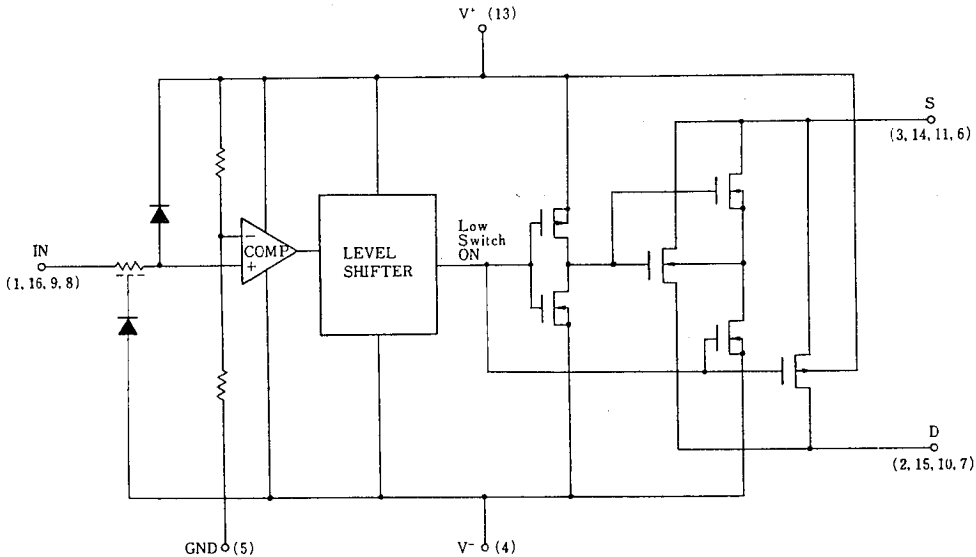 V+ (13)
S
(3, 14, 11, 6)
IN
(1, 16, 9, 8)
−
COMP
+
LEVEL
SHIFTER
Low
Switch
ON
D
(2, 15, 10, 7)
GND (5)
V− (4)